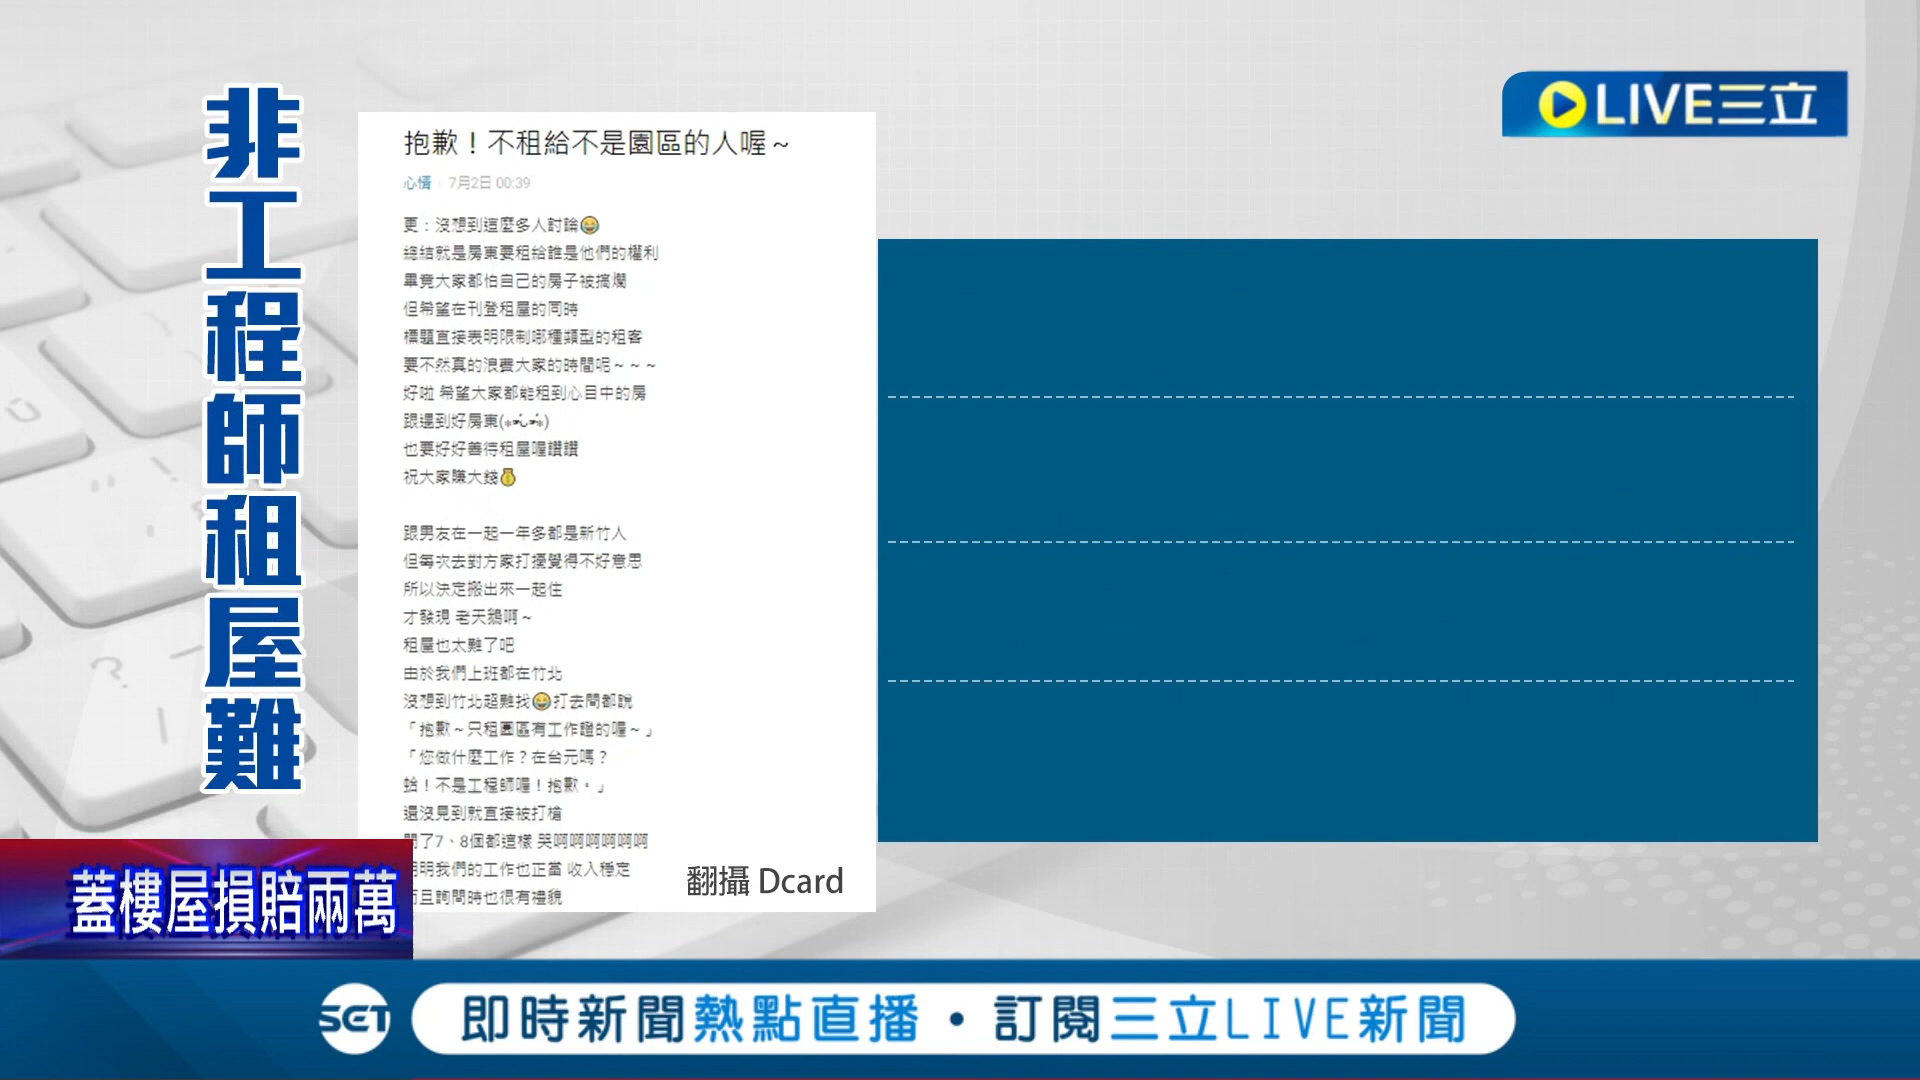 非工程師租屋難
抱歉！不租給不是園區的人喔～
心情 · 7月2日 00:39
更：沒想到這麼多人討論😂
總結就是房東要租給誰是他們的權利
畢竟大家都怕自己的房子被搞爛
但希望在刊登租屋的同時
標題直接表明限制哪種類型的租客
要不然真的浪費大家的時間呢～～～
好啦 希望大家都能租到心目中的房
跟遇到好房東
也要好好善待租屋喔讚讚
祝大家賺大錢💰
跟男友在一起一年多都是新竹人
但每次去對方家打擾覺得不好意思
所以決定搬出來一起住
才發現 老天鵝啊～
租屋也太難了吧
由於我們上班都在竹北
沒想到竹北超難找😂打去問都說
「抱歉～只租園區有工作證的喔～」
「您做什麼工作？在台元嗎？
蛤！不是工程師喔！抱歉。」
還沒見到就直接被打槍
問了7、8個都這樣 哭啊啊啊啊啊啊
明明我們的工作也正當 收入穩定
而且詢問時也很有禮貌
翻攝 Dcard
LIVE三立
蓋樓屋損賠兩萬
SET 即時新聞熱點直播・訂閱三立LIVE新聞